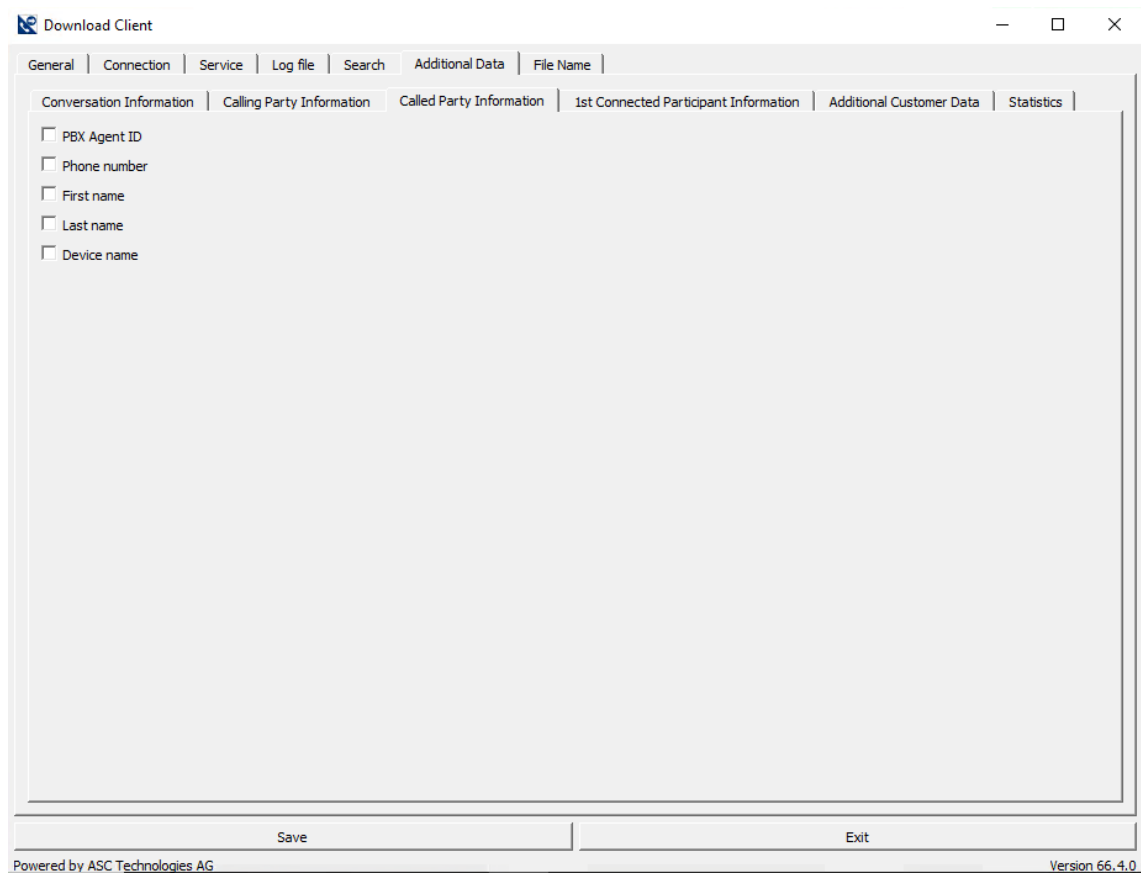 Download Client
General Connection Service Log file Search Additional Data File Name
Conversation Information Calling Party Information Called Party Information 1st Connected Participant Information Additional Customer Data Statistics
PBX Agent ID
Phone number
First name
Last name
Device name
Save Exit
Powered by ASC Technologies AG Version 66.4.0